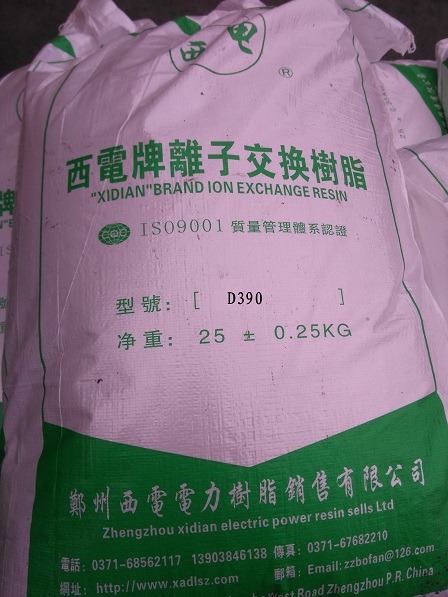 西电
®
西電牌離子交换樹脂
"XIDIAN"BRAND ION EXCHANGE RESIN
ISO9001 質量管理體系認證
型號: [ D390 ]
净重: 25 ± 0.25KG
鄭州西電電力樹脂銷售有限公司
Zhengzhou xidian electric power resin sells Ltd
電話: 0371-68562117 13903846138 傳真: 0371-67682210
網址: http://www.xadlsz.com 郵箱: Email: zzbofan@126.com
West Road Zhengzhou P.R. China